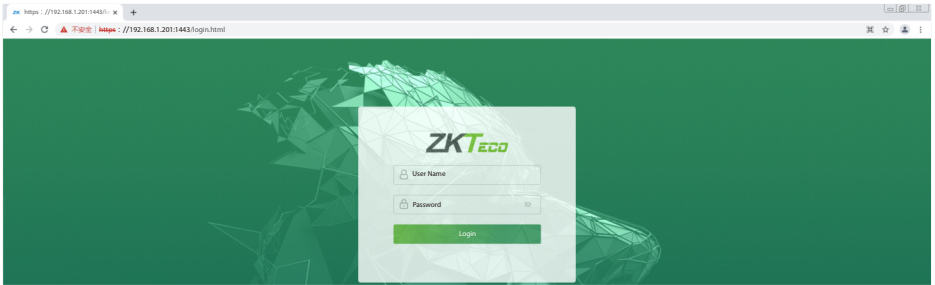 ZK https : //192.168.1.201:1443/l
不安全 | https : //192.168.1.201:1443/login.html
ZKTECO
User Name
Password
Login